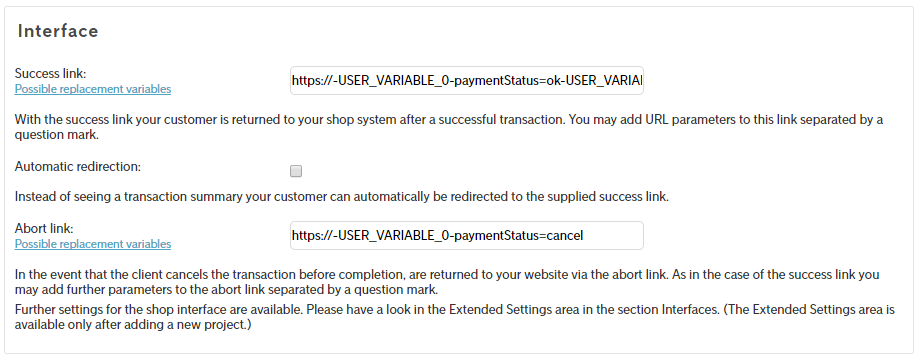 Interface
Success link:
https://-USER_VARIABLE_0-paymentStatus=ok-USER_VARIAI
Possible replacement variables
With the success link your customer is returned to your shop system after a successful transaction. You may add URL parameters to this link separated by a
question mark.
Automatic redirection:
Instead of seeing a transaction summary your customer can automatically be redirected to the supplied success link.
Abort link:
https://-USER_VARIABLE_0-paymentStatus=cancel
Possible replacement variables
In the event that the client cancels the transaction before completion, are returned to your website via the abort link. As in the case of the success link you
may add further parameters to the abort link separated by a question mark.
Further settings for the shop interface are available. Please have a look in the Extended Settings area in the section Interfaces. (The Extended Settings area is
available only after adding a new project.)